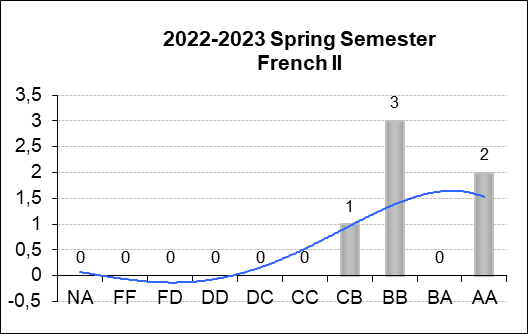 2022-2023 Spring Semester
French II
3,5
3
2,5
2
1,5
1
0,5
0
-0,5
0 0 0 0 0 0 1 3 0 2
NA FF FD DD DC CC CB BB BA AA